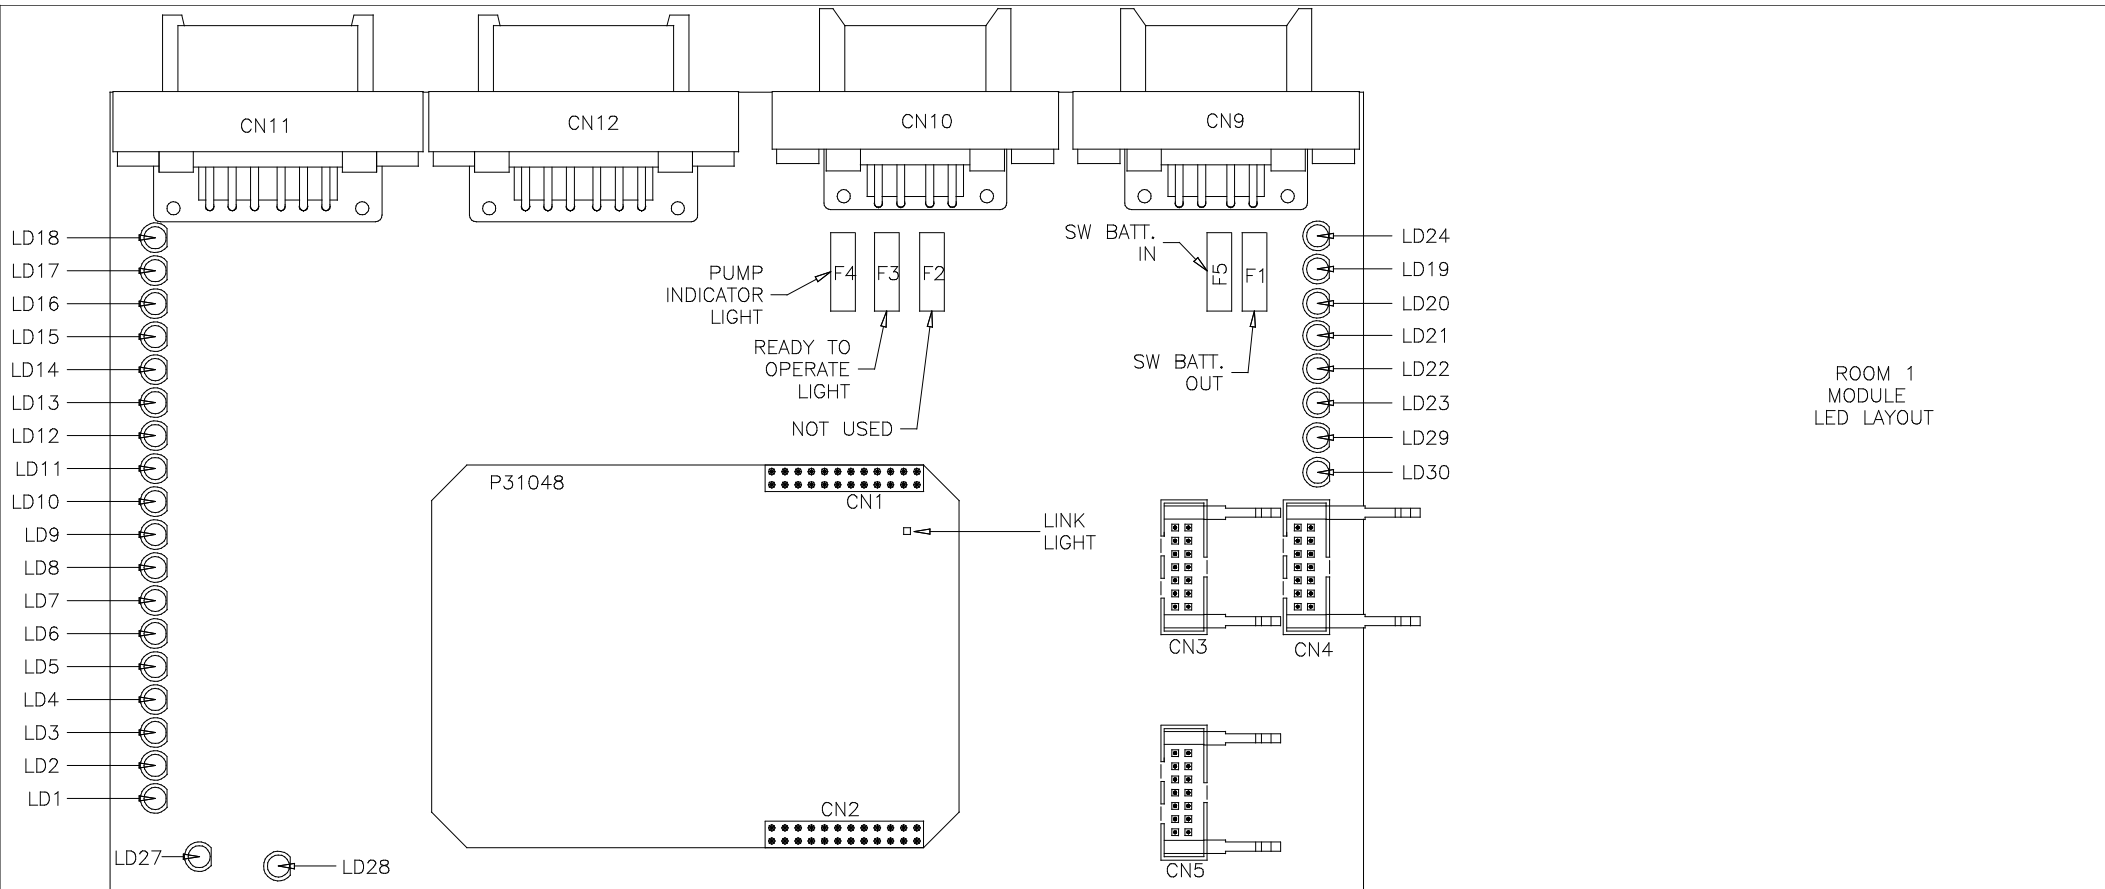 CN11
CN12
CN10
CN9
LD18
LD17
LD16
LD15
LD14
LD13
LD12
LD11
LD10
LD9
LD8
LD7
LD6
LD5
LD4
LD3
LD2
LD1
LD27
LD28
PUMP
INDICATOR
LIGHT
F4
F3
F2
READY TO
OPERATE
LIGHT
NOT USED
SW BATT.
IN
F5
F1
SW BATT.
OUT
LD24
LD19
LD20
LD21
LD22
LD23
LD29
LD30
P31048
CN1
LINK
LIGHT
CN2
CN3
CN4
CN5
ROOM 1
MODULE
LED LAYOUT